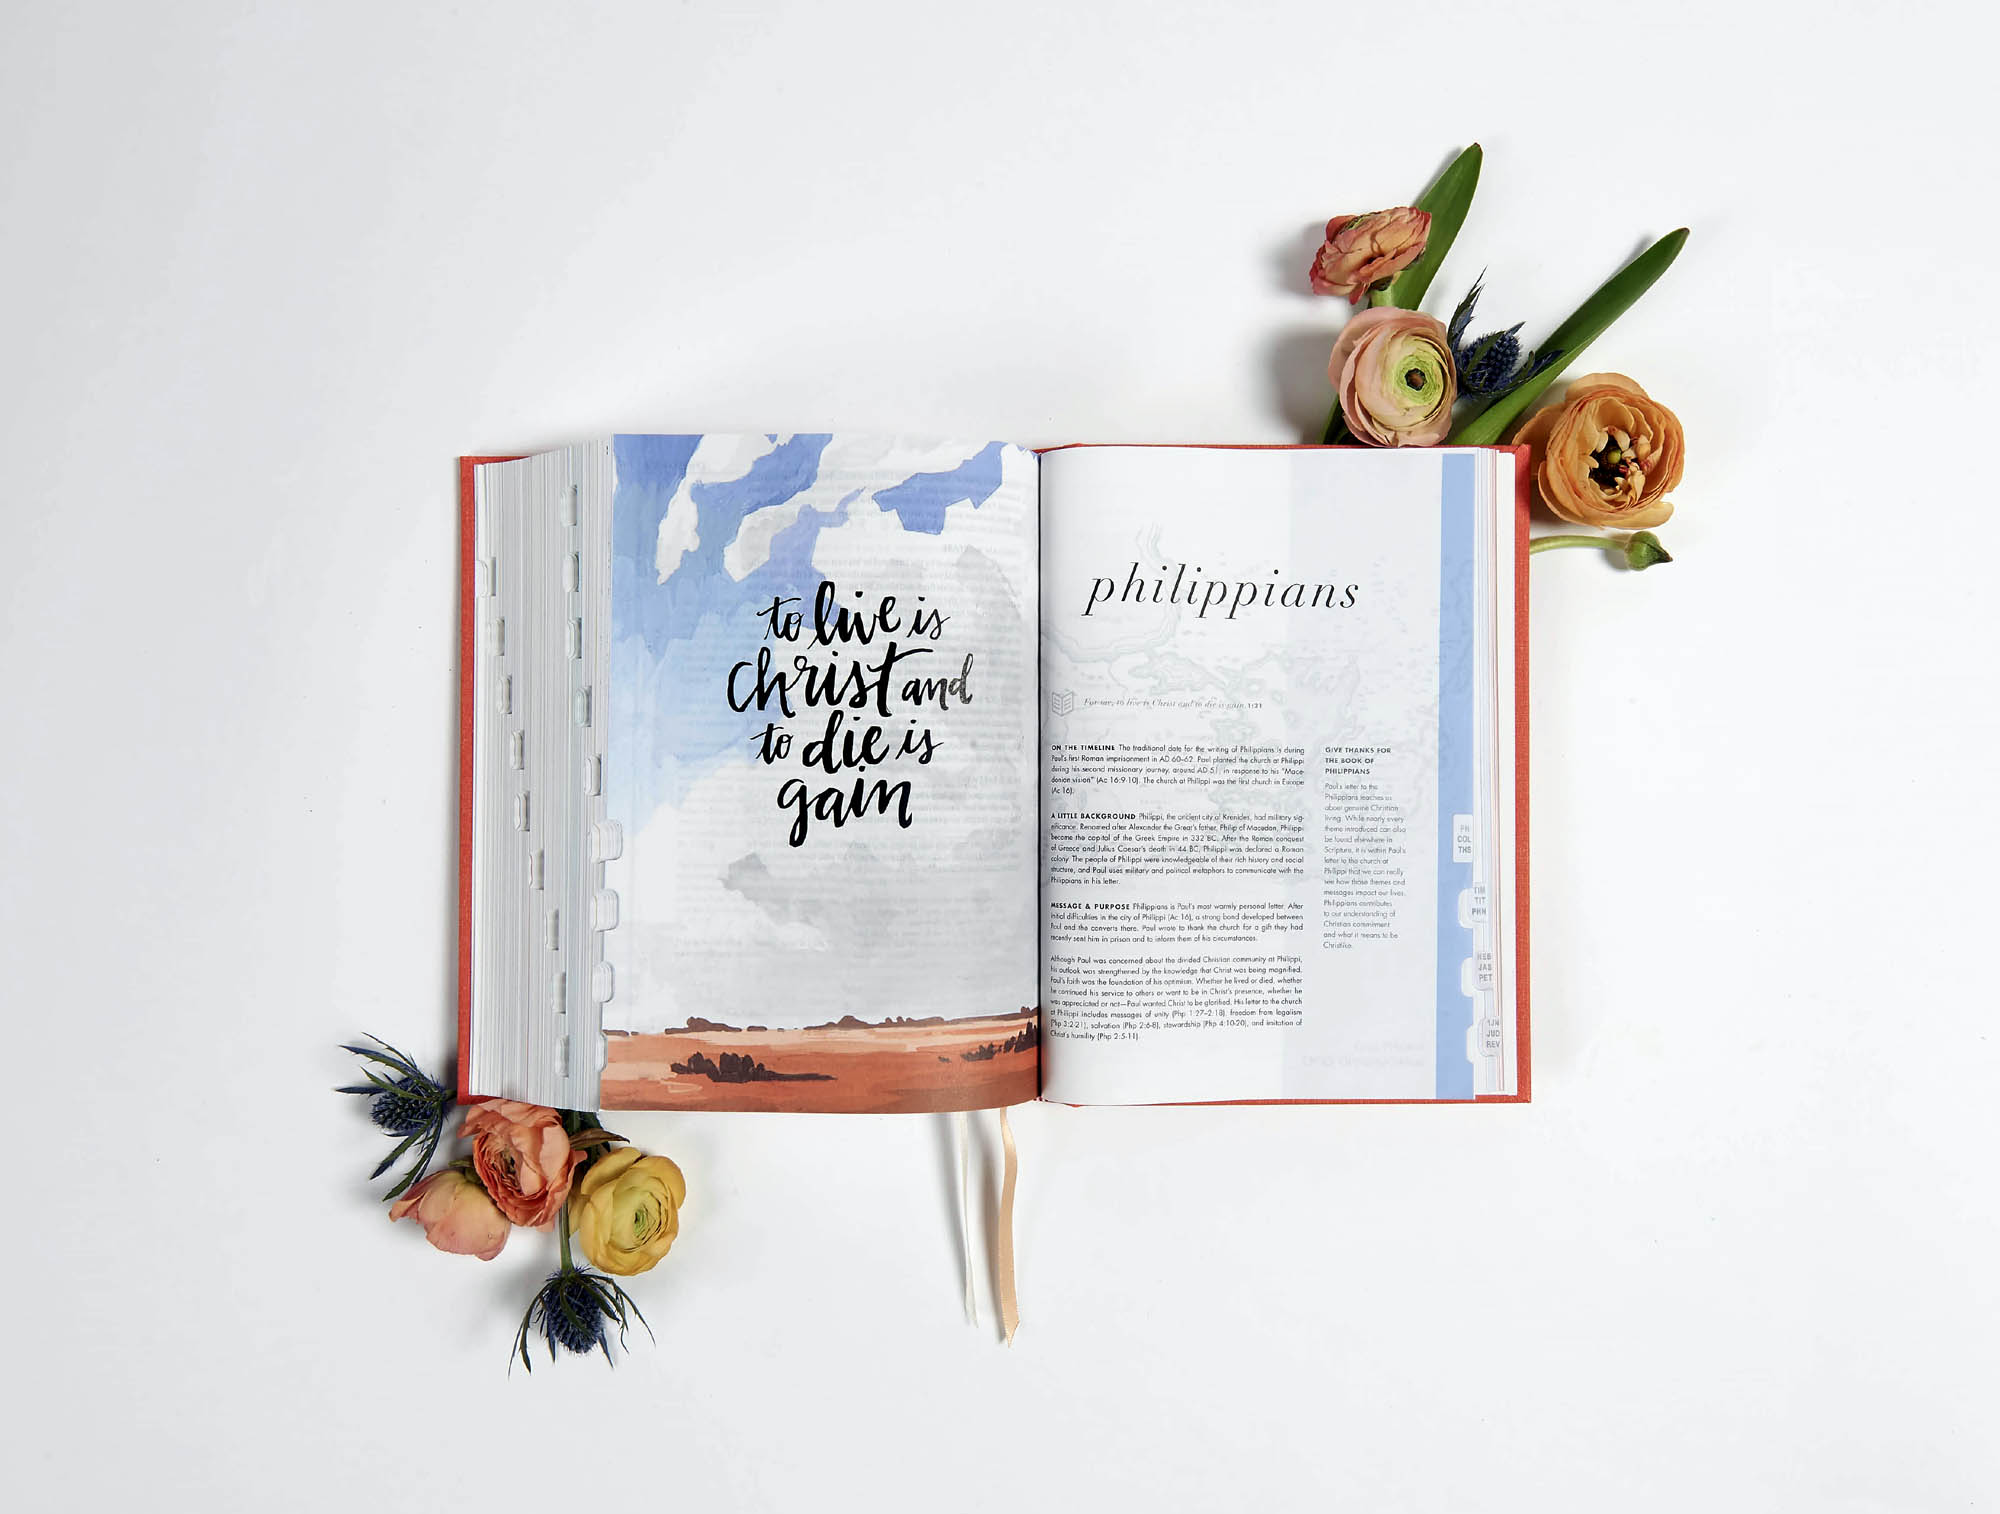 to live is
christ and
to die is
gain
philippians
For me, to live is Christ and to die is gain. 1:21
ON THE TIMELINE The traditional date for the writing of Philippians is during
Paul's first Roman imprisonment in AD 60–62. Paul planted the church at Philippi
during his second missionary journey, around AD 51, in response to his "Mace-
donian vision" (Ac 16:9-10). The church at Philippi was the first church in Europe
(Ac 16).
A LITTLE BACKGROUND Philippi, the ancient city of Krenides, had military sig-
nificance. Renamed after Alexander the Great's father, Philip of Macedon, Philippi
became the capital of the Greek Empire in 332 BC. After the Roman conquest
of Greece and Julius Caesar's death in 44 BC, Philippi was declared a Roman
colony. The people of Philippi were knowledgeable of their rich history and social
structure, and Paul uses military and political metaphors to communicate with the
Philippians in his letter.
MESSAGE & PURPOSE Philippians is Paul's most warmly personal letter. After
initial difficulties in the city of Philippi (Ac 16), a strong bond developed between
Paul and the converts there. Paul wrote to thank the church for a gift they had
recently sent him in prison and to inform them of his circumstances.
Although Paul was concerned about the divided Christian community at Philippi,
his outlook was strengthened by the knowledge that Christ was being magnified.
Paul's faith was the foundation of his optimism. Whether he lived or died, whether
he continued his service to others or went to be in Christ's presence, whether he
was appreciated or not—Paul wanted Christ to be glorified. His letter to the church
at Philippi includes messages of unity (Php 1:27–2:18), freedom from legalism
(Php 3:2-21), salvation (Php 2:6-8), stewardship (Php 4:10-20), and imitation of
Christ's humility (Php 2:5-11).
GIVE THANKS FOR
THE BOOK OF
PHILIPPIANS
Paul's letter to the
Philippians teaches us
about genuine Christian
living. While nearly every
theme introduced can also
be found elsewhere in
Scripture, it is within Paul's
letter to the church at
Philippi that we can really
see how those themes and
messages impact our lives.
Philippians contributes
to our understanding of
Christian commitment
and what it means to be
Christlike.
PH
COL
THS
TIM
TIT
PHM
HEB
JAS
PET
1JN
JUD
REV